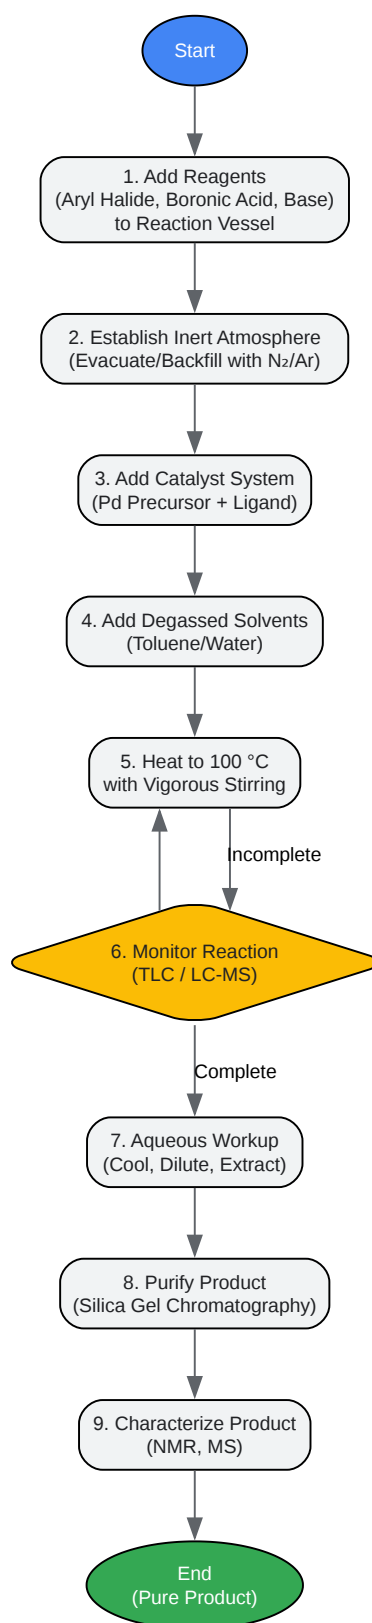 Start
1. Add Reagents
(Aryl Halide, Boronic Acid, Base)
to Reaction Vessel
2. Establish Inert Atmosphere
(Evacuate/Backfill with N₂/Ar)
3. Add Catalyst System
(Pd Precursor + Ligand)
4. Add Degassed Solvents
(Toluene/Water)
5. Heat to 100 °C
with Vigorous Stirring
Incomplete
6. Monitor Reaction
(TLC / LC-MS)
Complete
7. Aqueous Workup
(Cool, Dilute, Extract)
8. Purify Product
(Silica Gel Chromatography)
9. Characterize Product
(NMR, MS)
End
(Pure Product)